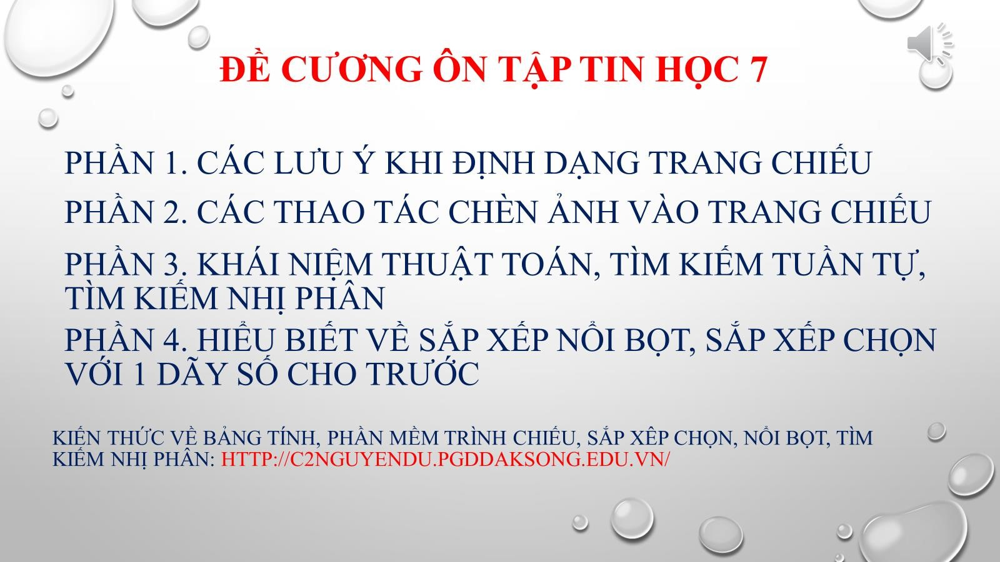 ĐỀ CƯƠNG ÔN TẬP TIN HỌC 7
PHẦN 1. CÁC LƯU Ý KHI ĐỊNH DẠNG TRANG CHIẾU
PHẦN 2. CÁC THAO TÁC CHÈN ẢNH VÀO TRANG CHIẾU
PHẦN 3. KHÁI NIỆM THUẬT TOÁN, TÌM KIẾM TUẦN TỰ,
TÌM KIẾM NHỊ PHÂN
PHẦN 4. HIỂU BIẾT VỀ SẮP XẾP NỔI BỌT, SẮP XẾP CHỌN
VỚI 1 DÃY SỐ CHO TRƯỚC
KIẾN THỨC VỀ BẢNG TÍNH, PHẦN MỀM TRÌNH CHIẾU, SẮP XÊP CHỌN, NỔI BỌT, TÌM
KIẾM NHỊ PHÂN: HTTP://C2NGUYENDU.PGDDAKSONG.EDU.VN/